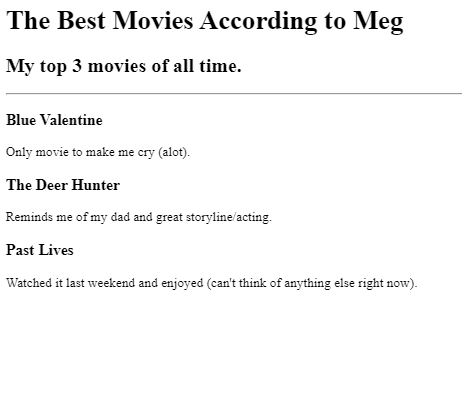 The Best Movies According to Meg
My top 3 movies of all time.
Blue Valentine
Only movie to make me cry (alot).
The Deer Hunter
Reminds me of my dad and great storyline/acting.
Past Lives
Watched it last weekend and enjoyed (can't think of anything else right now).